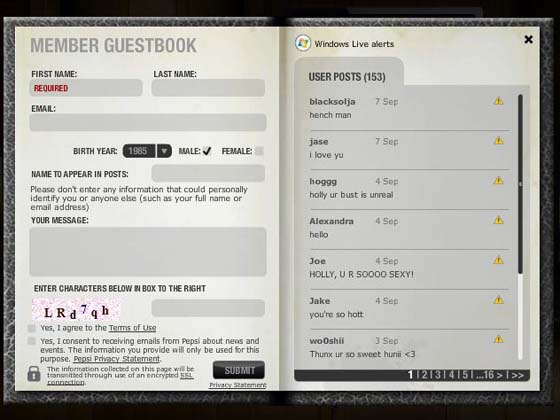 MEMBER GUESTBOOK
FIRST NAME:
LAST NAME:
REQUIRED
EMAIL:
BIRTH YEAR: 1985 MALE: FEMALE:
NAME TO APPEAR IN POSTS:
Please don't enter any information that could personally
identify you or anyone else (such as your full name or
email address)
YOUR MESSAGE:
ENTER CHARACTERS BELOW IN BOX TO THE RIGHT
LRd7qh
Yes, I agree to the Terms of Use
Yes, I consent to receiving emails from Pepsi about news and
events. The information you provide will only be used for this
purpose. Pepsi Privacy Statement.
The information collected on this page will be
transmitted through use of an encrypted SSL
connection.
SUBMIT
Privacy Statement
Windows Live alerts
USER POSTS (153)
blacksolja 7 Sep
hench man
jase 7 Sep
i love yu
hoggg 4 Sep
holly ur bust is unreal
Alexandra 4 Sep
hello
Joe 4 Sep
HOLLY, U R SOOOO SEXY!
Jake 4 Sep
you're so hott
wo0shii 3 Sep
Thunx ur so sweet hunii <3
1 | 2 | 3 | 4 | 5 | ...16 > | >>